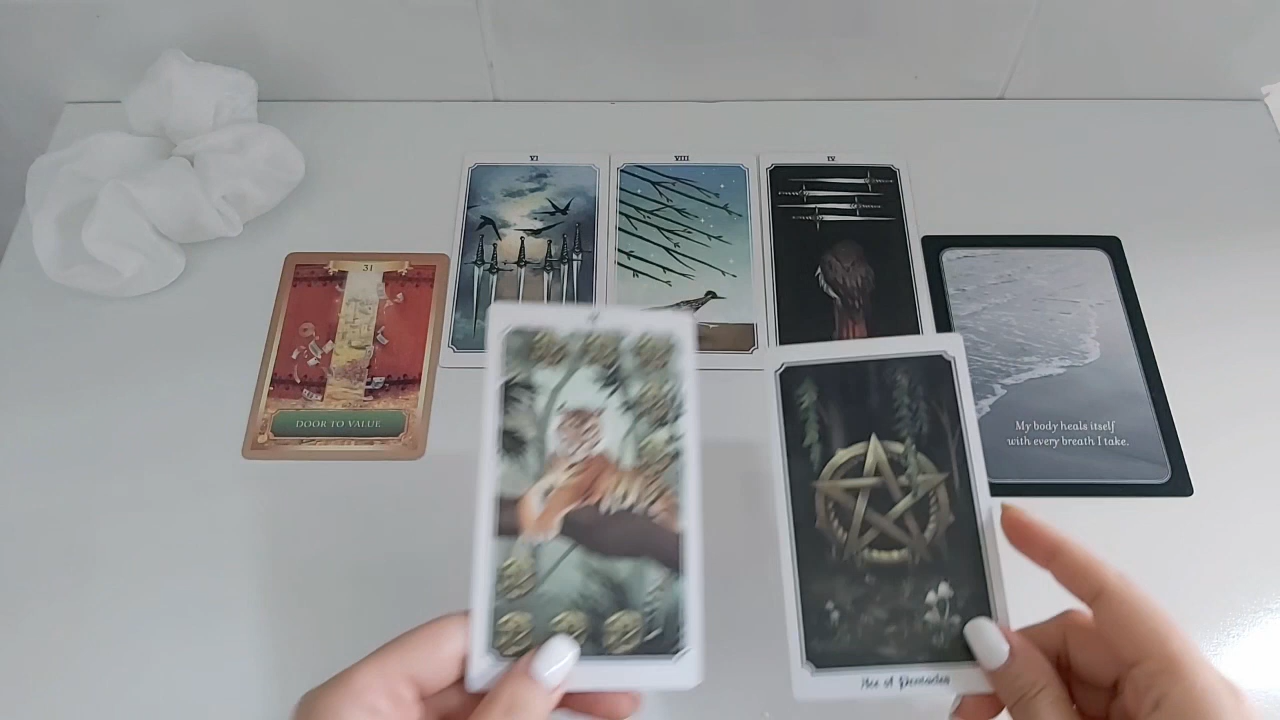 VI
VIII
IV
31
DOOR TO VALUE
My body heals itself
with every breath I take.
Ace of Pentacles